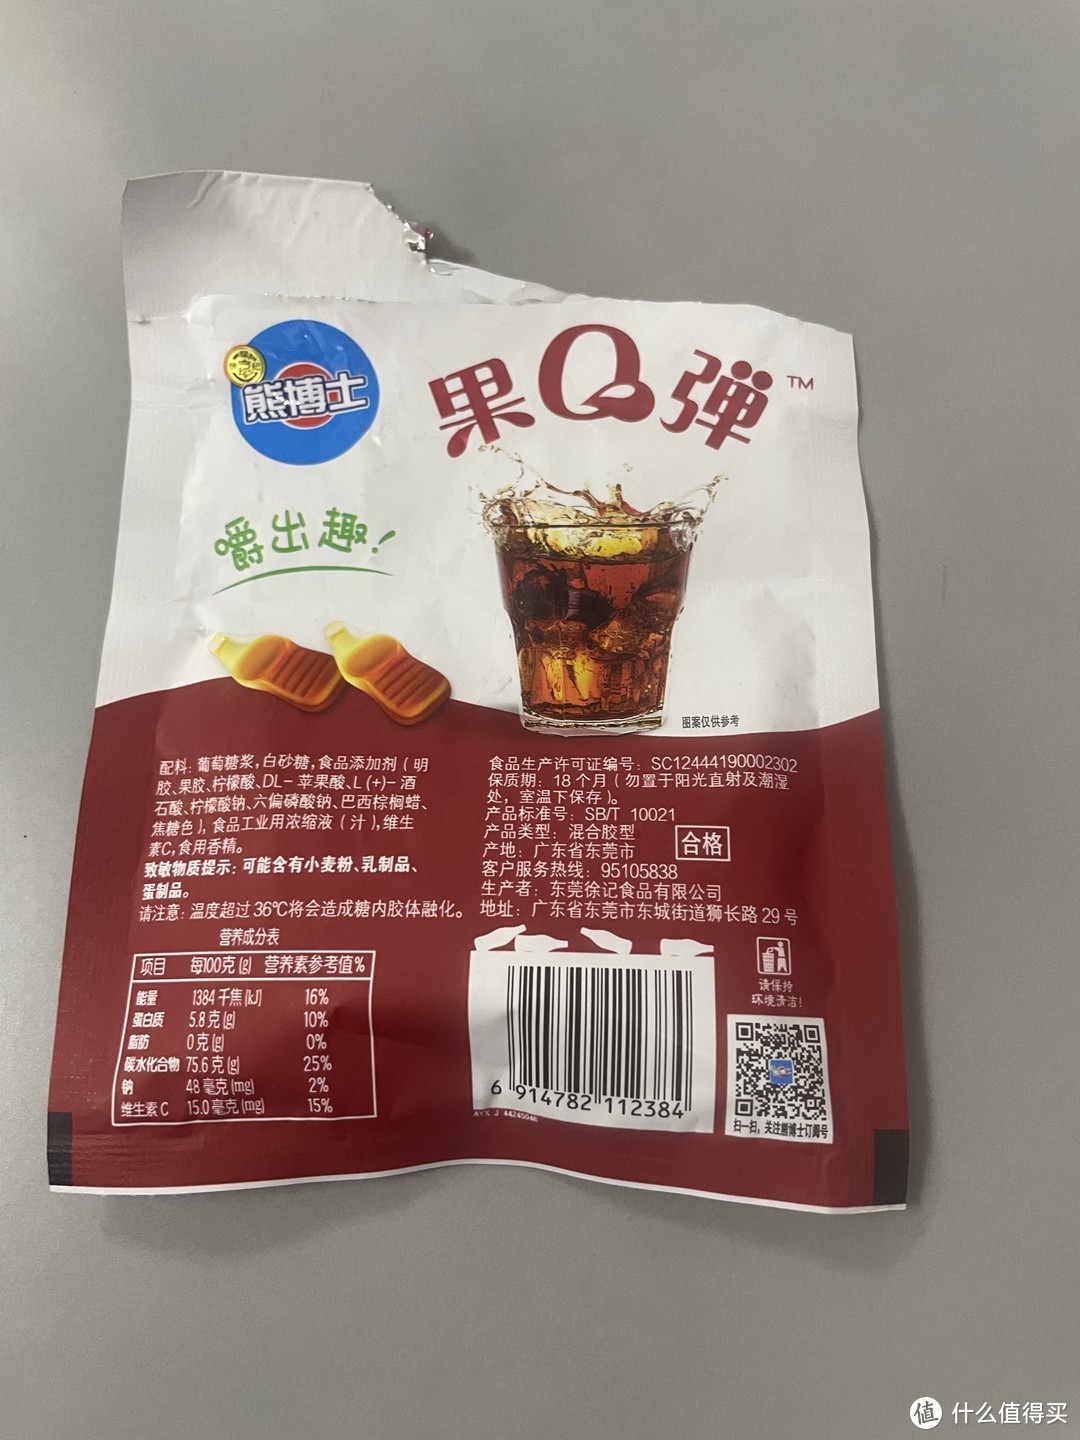 熊博士
果Q弹™
嚼出趣!
图案仅供参考
配料: 葡萄糖浆,白砂糖,食品添加剂 ( 明
胶、果胶、柠檬酸、DL- 苹果酸、L (+)- 酒
石酸、柠檬酸钠、六偏磷酸钠、巴西棕榈蜡、
焦糖色 ), 食品工业用浓缩液 ( 汁 ),维生
素C,食用香精。
致敏物质提示: 可能含有小麦粉、乳制品、
蛋制品。
请注意: 温度超过 36℃将会造成糖内胶体融化。
营养成分表
项目 每100克 (g) 营养素参考值%
能量 1384 千焦 (kJ) 16%
蛋白质 5.8 克 (g) 10%
脂肪 0 克 (g) 0%
碳水化合物 75.6 克 (g) 25%
钠 48 毫克 (mg) 2%
维生素 C 15.0 毫克 (mg) 15%
食品生产许可证编号: SC12444190002302
保质期: 18 个月 ( 勿置于阳光直射及潮湿
处, 室温下保存 )。
产品标准号: SB/T 10021
产品类型: 混合胶型
产地: 广东省东莞市
合格
客户服务热线: 95105838
生产者: 东莞徐记食品有限公司
地址: 广东省东莞市东城街道狮长路 29 号
请保持
环境清洁!
6 914782 112384
AYX J 44245046
扫一扫, 关注熊博士订阅号
值 什么值得买